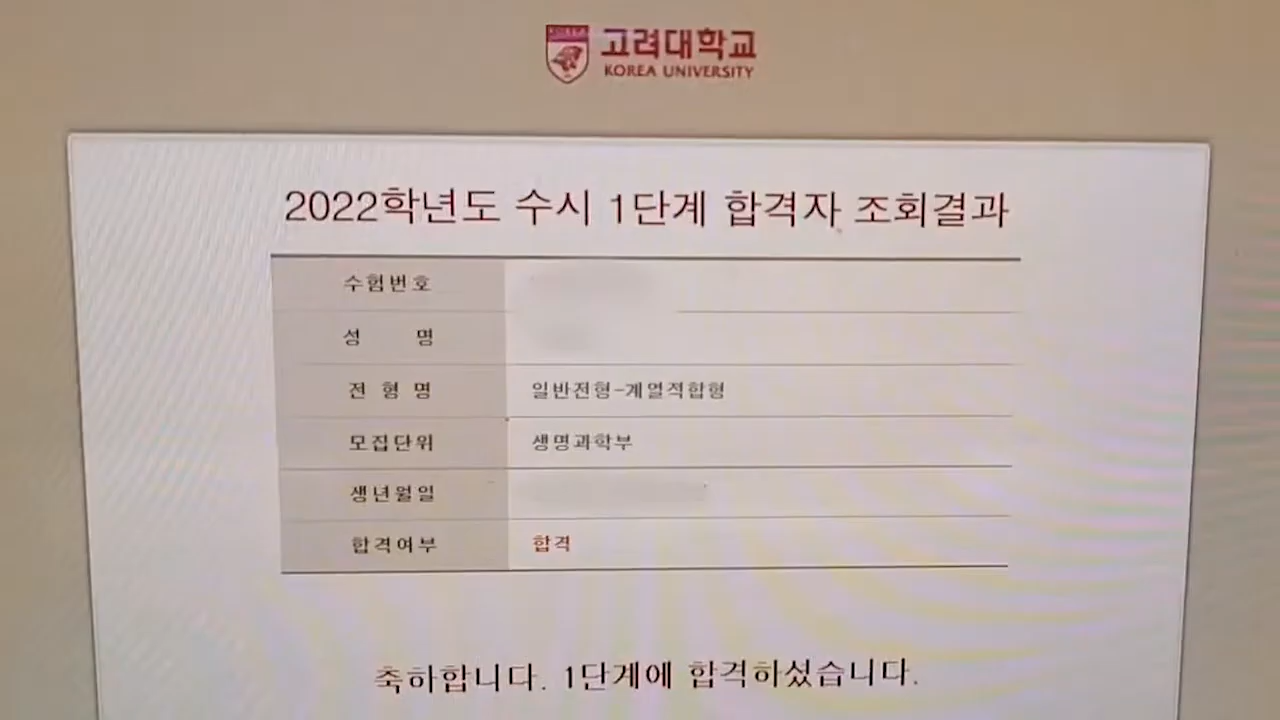 고려대학교
KOREA UNIVERSITY
2022학년도 수시 1단계 합격자 조회결과
수험번호
성 명
전 형 명 일반전형-계열적합형
모집단위 생명과학부
생년월일
합격여부 합격
축하합니다. 1단계에 합격하셨습니다.